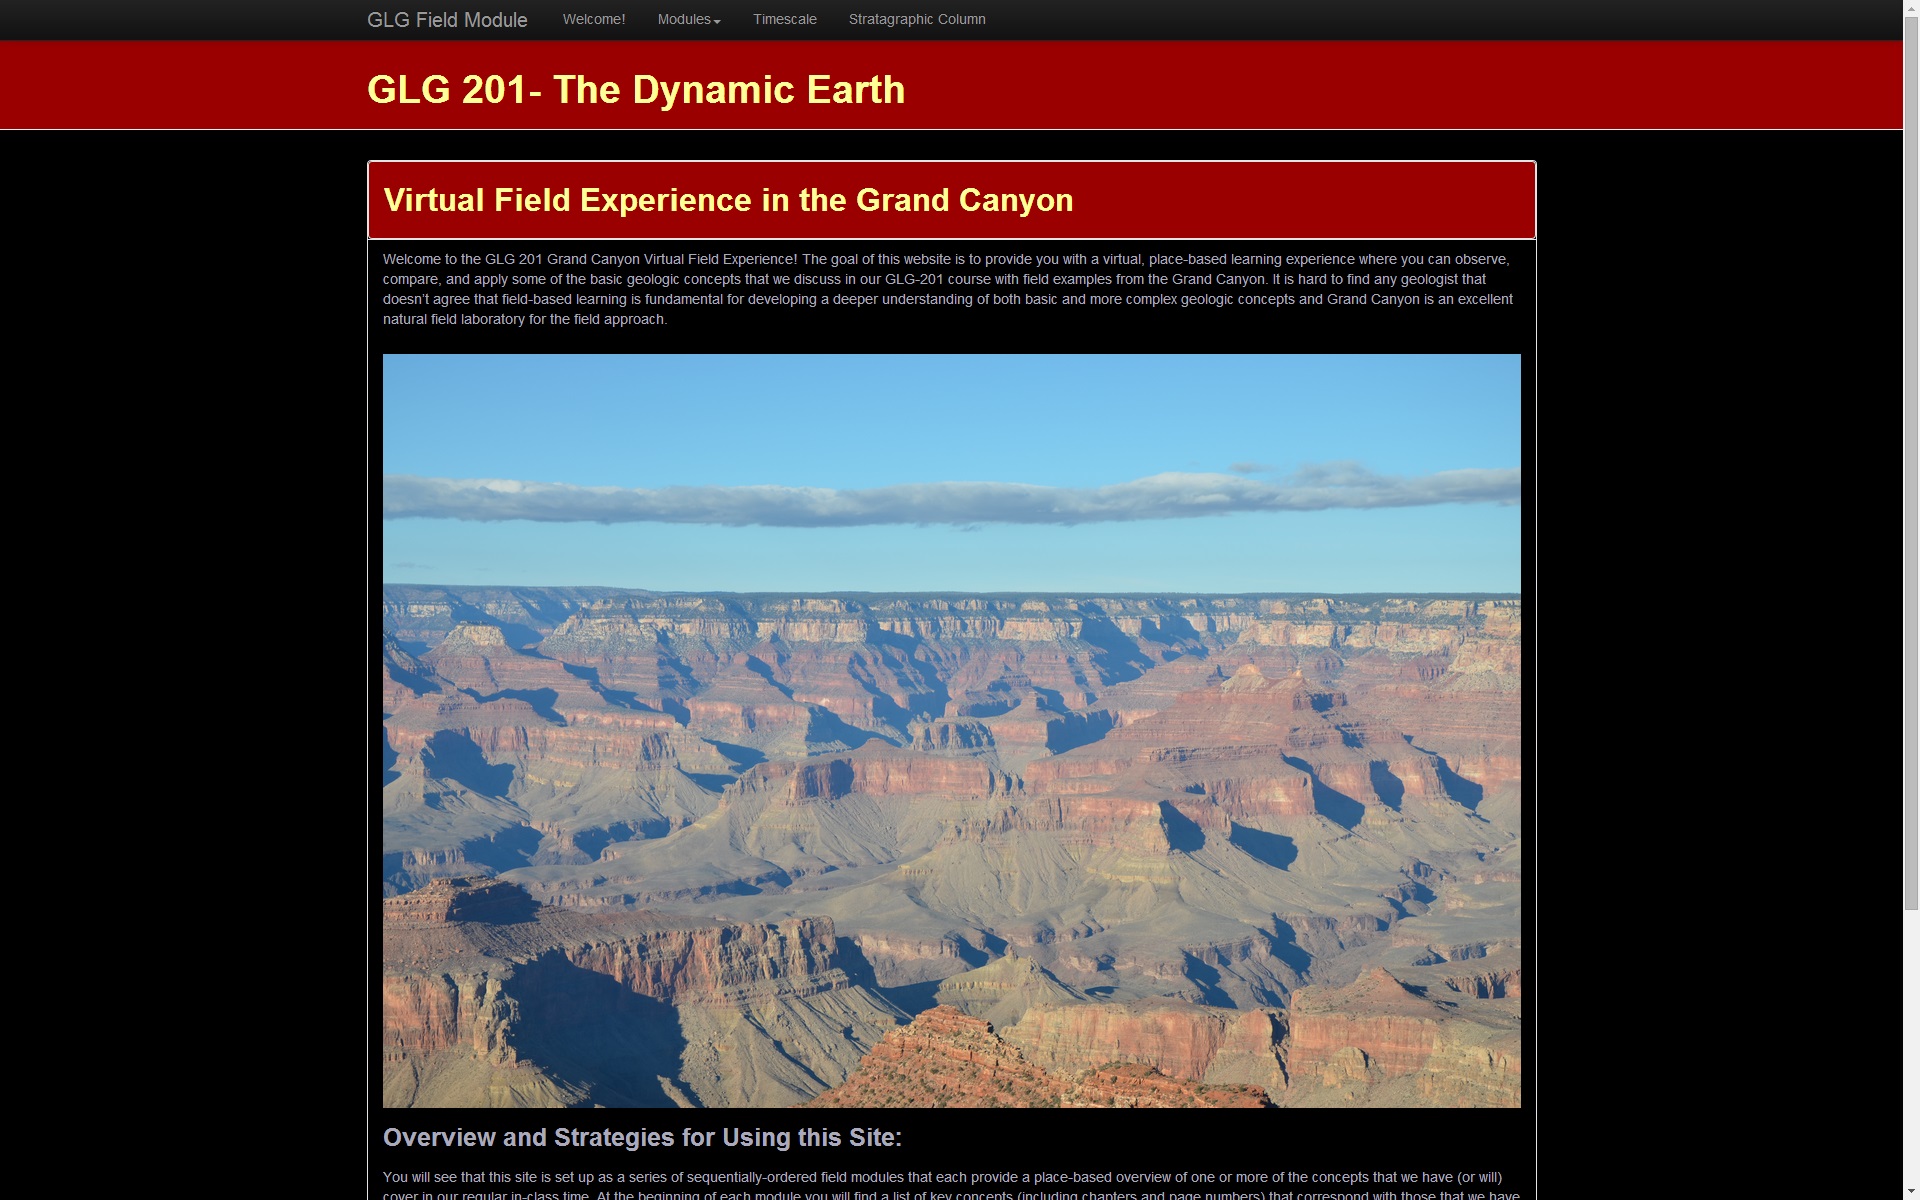 GLG Field Module Welcome! Modules Timescale Stratagraphic Column
GLG 201- The Dynamic Earth
Virtual Field Experience in the Grand Canyon
Welcome to the GLG 201 Grand Canyon Virtual Field Experience! The goal of this website is to provide you with a virtual, place-based learning experience where you can observe,
compare, and apply some of the basic geologic concepts that we discuss in our GLG-201 course with field examples from the Grand Canyon. It is hard to find any geologist that
doesn't agree that field-based learning is fundamental for developing a deeper understanding of both basic and more complex geologic concepts and Grand Canyon is an excellent
natural field laboratory for the field approach.
Overview and Strategies for Using this Site:
You will see that this site is set up as a series of sequentially-ordered field modules that each provide a place-based overview of one or more of the concepts that we have (or will)
cover in our regular in-class time. At the beginning of each module you will find a list of key concepts (including chapters and page numbers) that correspond with those that we have